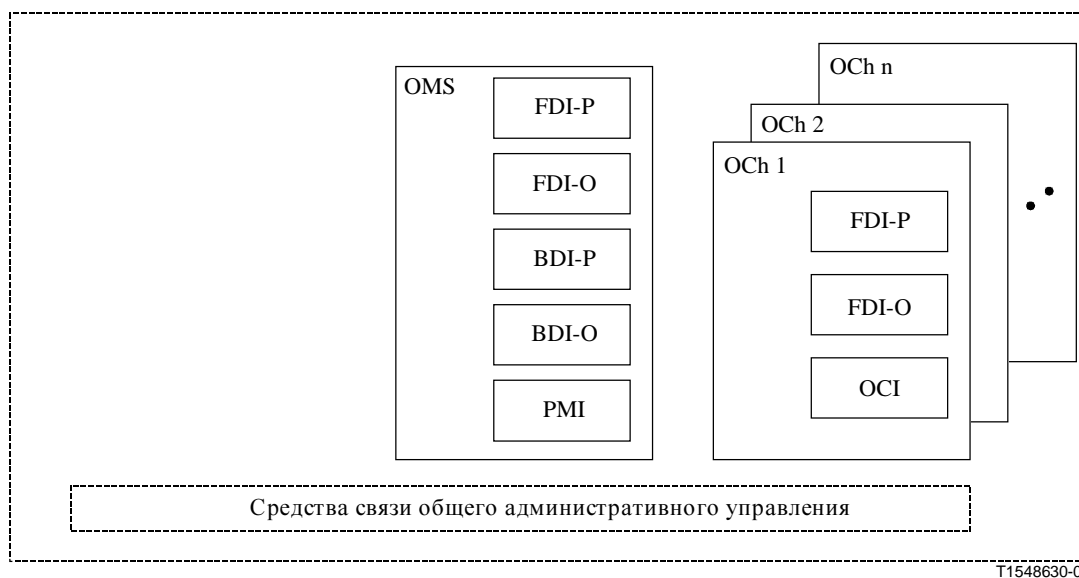 OMS
FDI-P
FDI-O
BDI-P
BDI-O
PMI
OCh n
OCh 2
OCh 1
FDI-P
FDI-O
OCI
Средства связи общего административного управления
T1548630-0